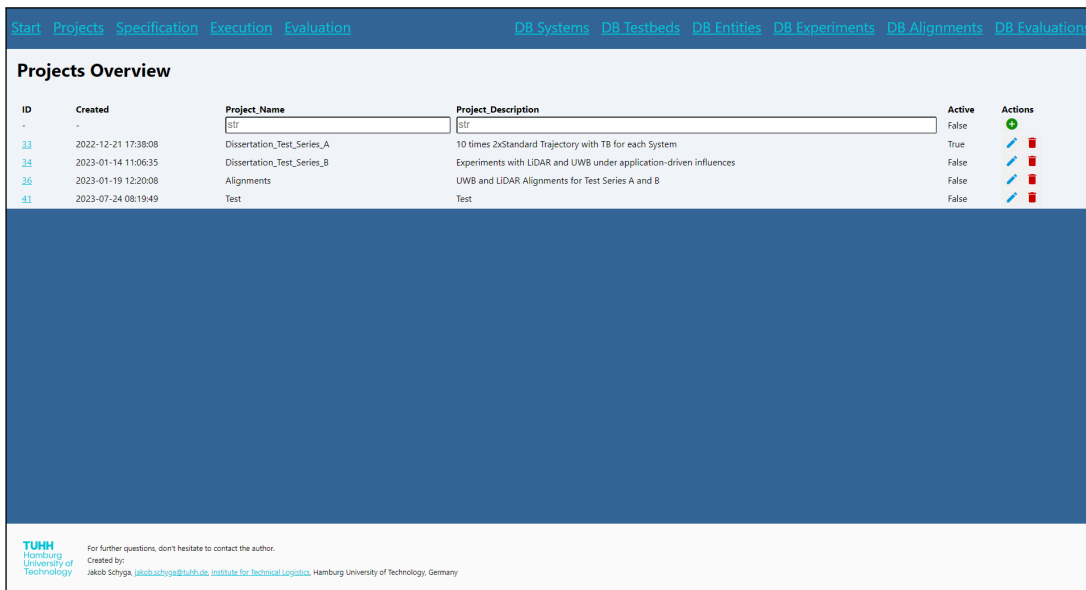 Start Projects Specification Execution Evaluation DB Systems DB Testbeds DB Entities DB Experiments DB Alignments DB Evaluations
Projects Overview
ID Created Project_Name Project_Description Active Actions
- - str str False
33 2022-12-21 17:38:08 Dissertation_Test_Series_A 10 times 2xStandard Trajectory with TB for each System True
34 2023-01-14 11:06:35 Dissertation_Test_Series_B Experiments with LiDAR and UWB under application-driven influences False
36 2023-01-19 12:20:08 Alignments UWB and LiDAR Alignments for Test Series A and B False
41 2023-07-24 08:19:49 Test Test False
TUHH
Hamburg
University of
Technology
For further questions, don't hesitate to contact the author.
Created by:
Jakob Schyga, jakob.schyga@tuhh.de, Institute for Technical Logistics, Hamburg University of Technology, Germany